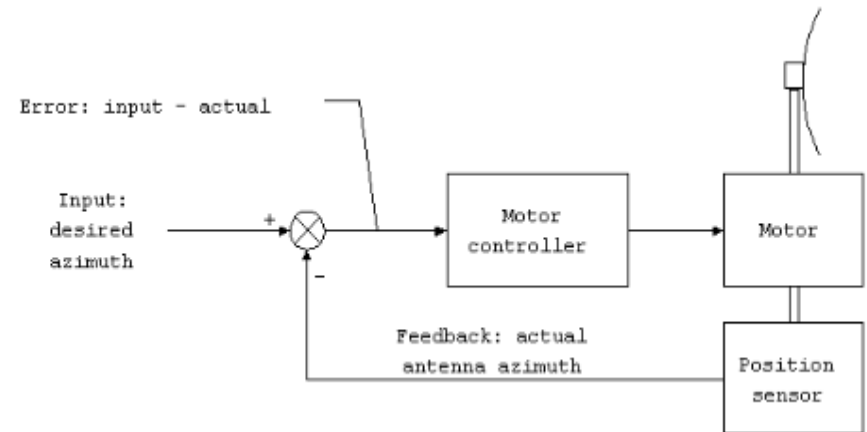 Error: input - actual
Input:
desired
azimuth
+
-
Motor
controller
Motor
Feedback: actual
antenna azimuth
Position
sensor